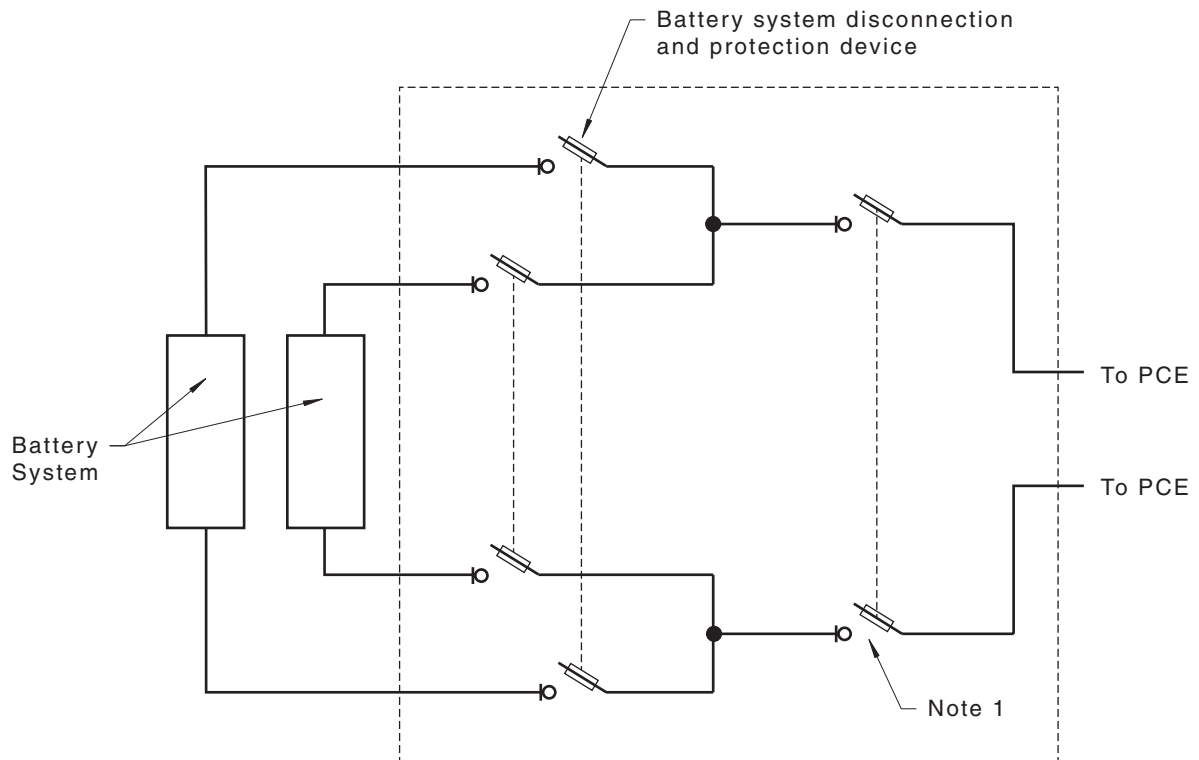 Battery system disconnection
and protection device
To PCE
Battery
System
To PCE
Note 1